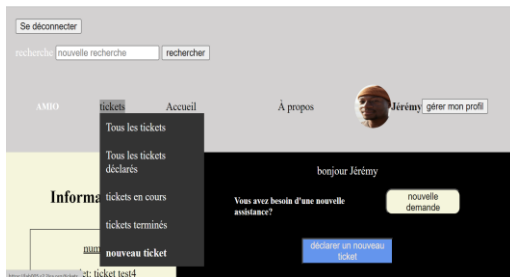 Se déconnecter
recherche nouvelle recherche rechercher
AMIO tickets Accueil À propos Jérémy gérer mon profil
Tous les tickets
Tous les tickets
déclarés
tickets en cours
tickets terminés
nouveau ticket
Informa
num
et: ticket test4
bonjour Jérémy
Vous avez besoin d'une nouvelle
assistance?
nouvelle
demande
déclarer un nouveau
ticket